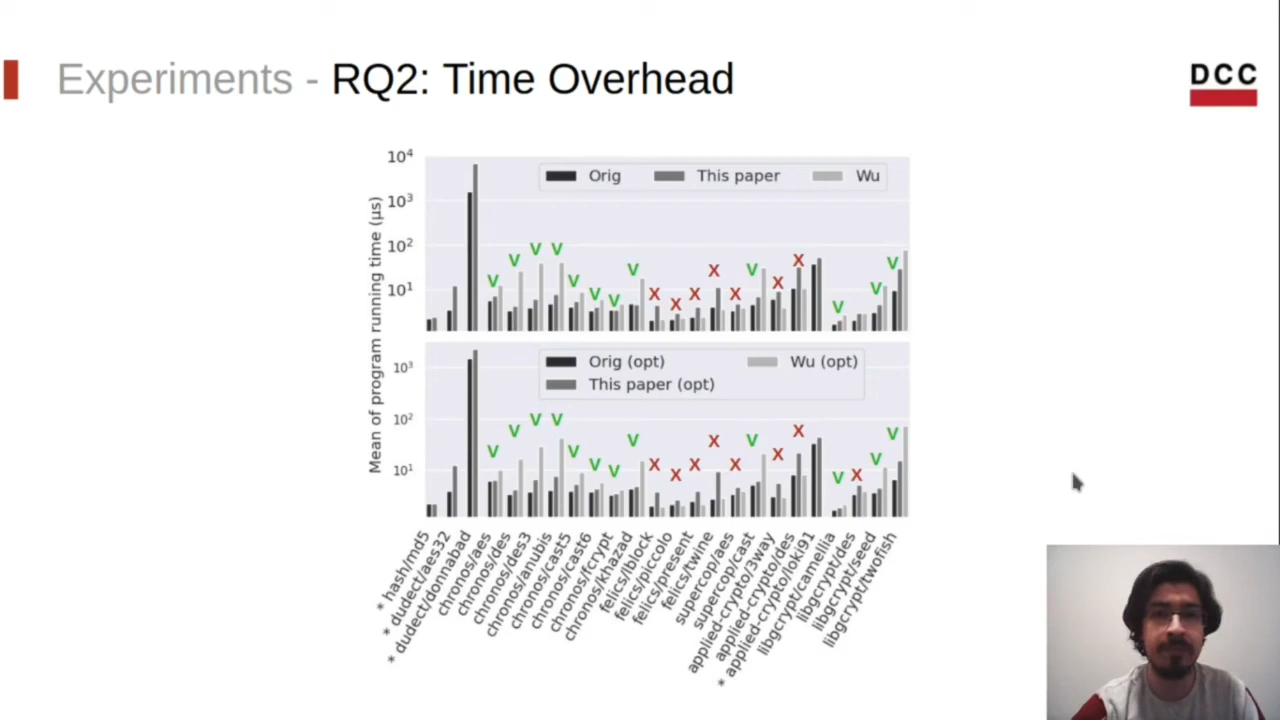 Experiments - RQ2: Time Overhead
DCC
Mean of program running time (μs)
10⁴
10³
10²
10¹
Orig This paper Wu
V V V V V V V V X X X X X V X X V V V
10³
10²
10¹
Orig (opt) Wu (opt)
This paper (opt)
V V V V V V V V X X X X X V X X V X V V
* hash/md5
* dudect/aes32
* dudect/donnabad
chronos/aes
chronos/des
chronos/des3
chronos/anubis
chronos/cast5
chronos/cast6
chronos/fcrypt
chronos/khazad
felics/lblock
felics/piccolo
felics/present
felics/twine
supercop/aes
supercop/cast
applied-crypto/3way
applied-crypto/des
* applied-crypto/loki91
libgcrypt/camellia
libgcrypt/des
libgcrypt/seed
libgcrypt/twofish